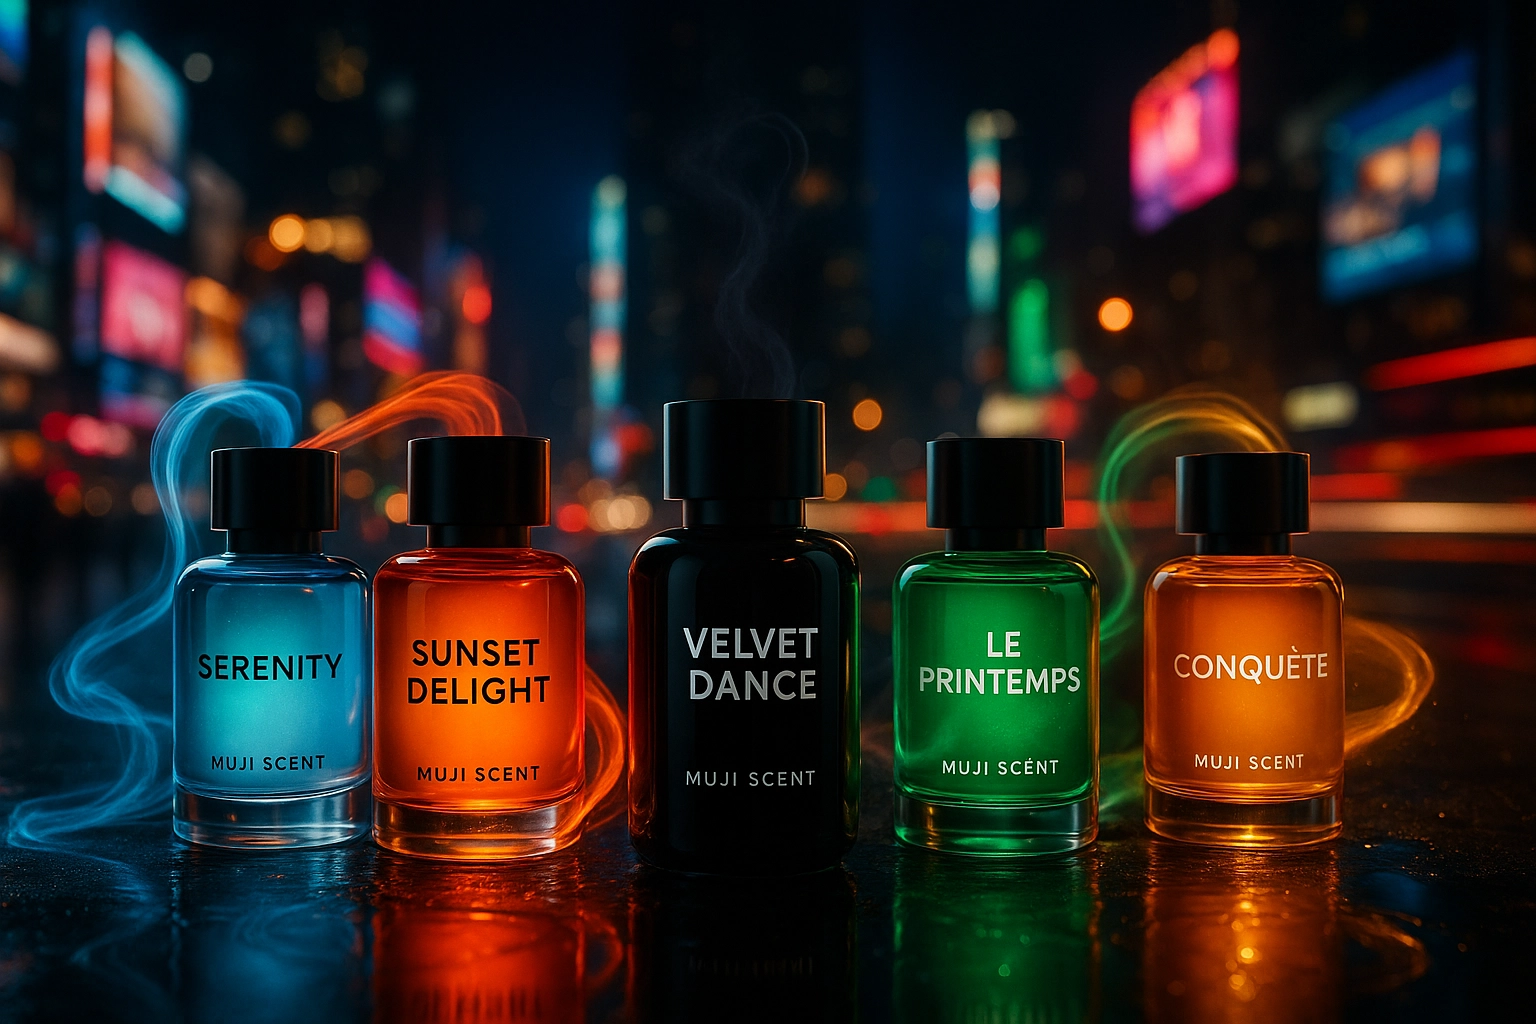 SERENITY
MUJI SCENT
SUNSET
DELIGHT
MUJI SCENT
VELVET
DANCE
MUJI SCENT
LE
PRINTEMPS
MUJI SCÉNT
CONQUÈTE
MUJI SCENT